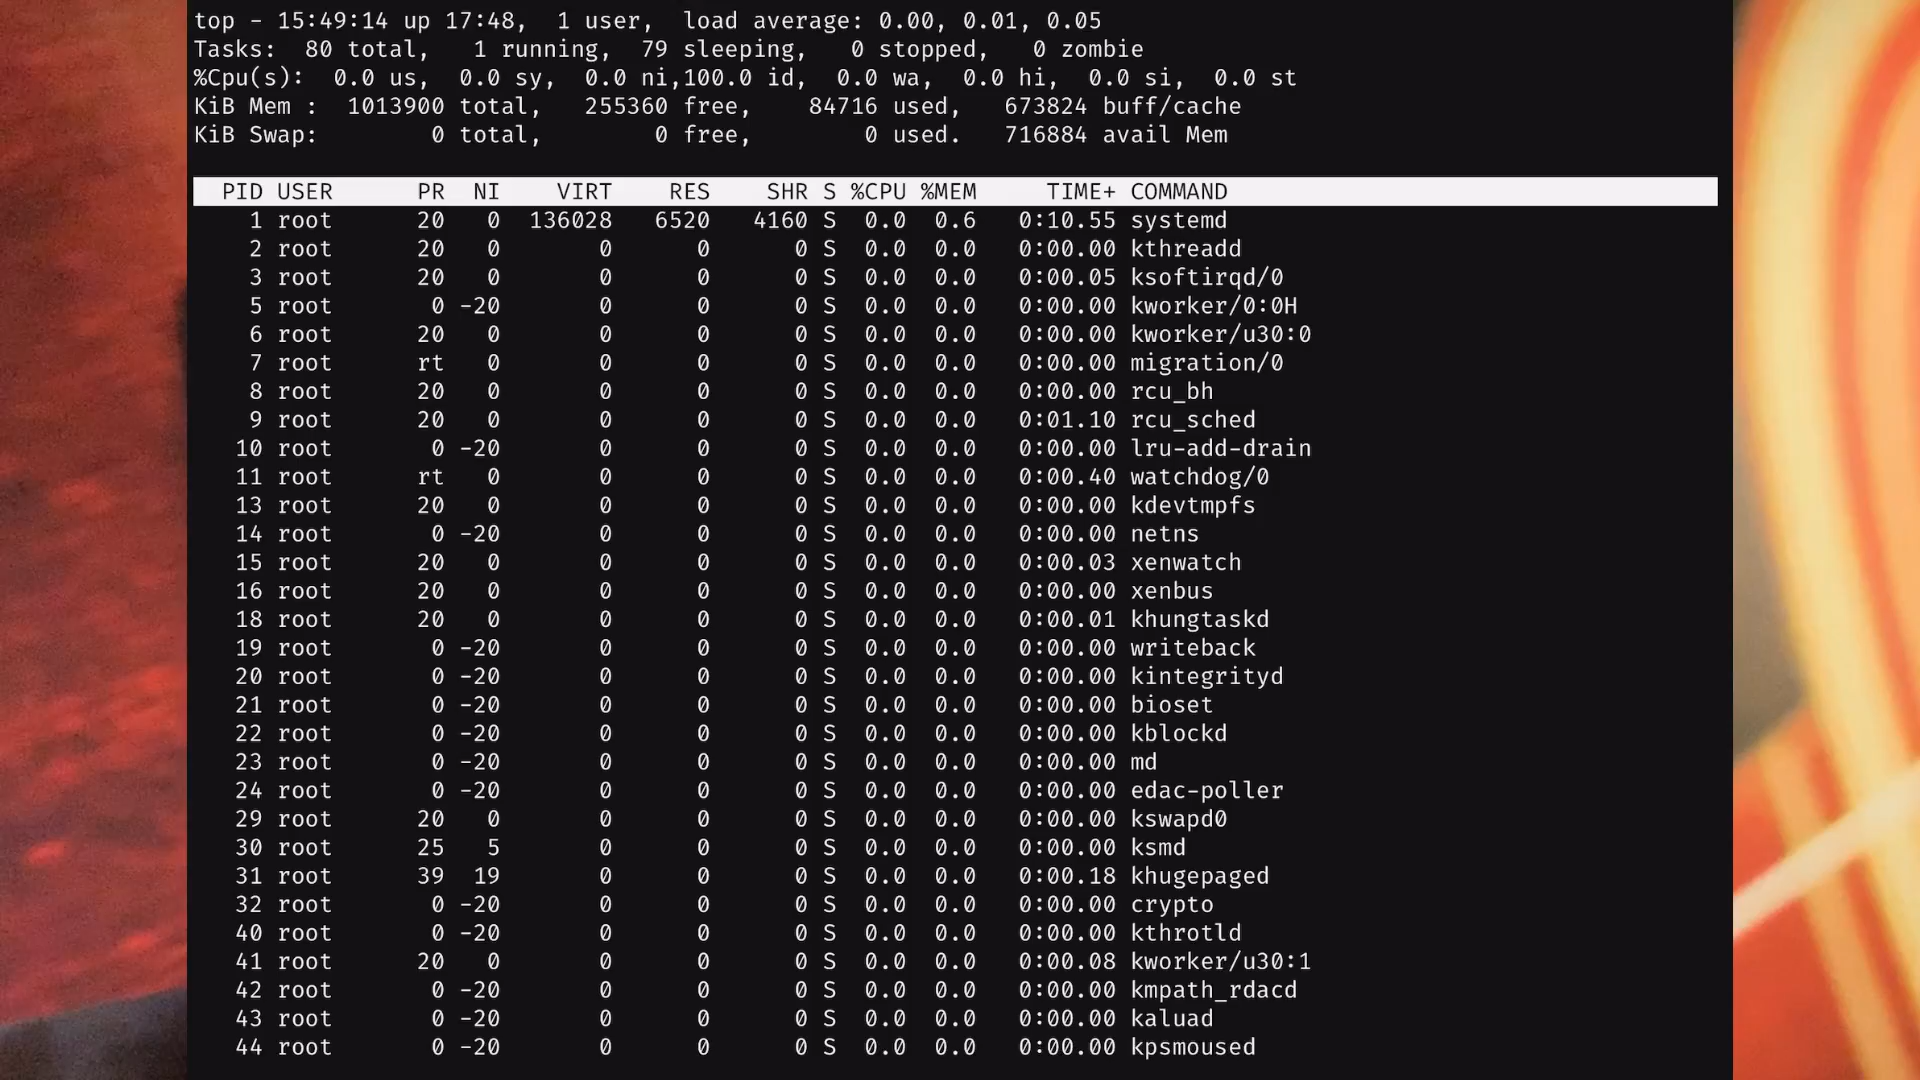 top - 15:49:14 up 17:48,  1 user,  load average: 0.00, 0.01, 0.05
Tasks:  80 total,   1 running,  79 sleeping,   0 stopped,   0 zombie
%Cpu(s):  0.0 us,  0.0 sy,  0.0 ni,100.0 id,  0.0 wa,  0.0 hi,  0.0 si,  0.0 st
KiB Mem :  1013900 total,   255360 free,    84716 used,   673824 buff/cache
KiB Swap:        0 total,        0 free,        0 used.   716884 avail Mem
PID USER      PR  NI    VIRT    RES    SHR S %CPU %MEM     TIME+ COMMAND
1 root      20   0  136028   6520   4160 S  0.0  0.6   0:10.55 systemd
2 root      20   0       0      0      0 S  0.0  0.0   0:00.00 kthreadd
3 root      20   0       0      0      0 S  0.0  0.0   0:00.05 ksoftirqd/0
5 root       0 -20       0      0      0 S  0.0  0.0   0:00.00 kworker/0:0H
6 root      20   0       0      0      0 S  0.0  0.0   0:00.00 kworker/u30:0
7 root      rt   0       0      0      0 S  0.0  0.0   0:00.00 migration/0
8 root      20   0       0      0      0 S  0.0  0.0   0:00.00 rcu_bh
9 root      20   0       0      0      0 S  0.0  0.0   0:01.10 rcu_sched
10 root       0 -20       0      0      0 S  0.0  0.0   0:00.00 lru-add-drain
11 root      rt   0       0      0      0 S  0.0  0.0   0:00.40 watchdog/0
13 root      20   0       0      0      0 S  0.0  0.0   0:00.00 kdevtmpfs
14 root       0 -20       0      0      0 S  0.0  0.0   0:00.00 netns
15 root      20   0       0      0      0 S  0.0  0.0   0:00.03 xenwatch
16 root      20   0       0      0      0 S  0.0  0.0   0:00.00 xenbus
18 root      20   0       0      0      0 S  0.0  0.0   0:00.01 khungtaskd
19 root       0 -20       0      0      0 S  0.0  0.0   0:00.00 writeback
20 root       0 -20       0      0      0 S  0.0  0.0   0:00.00 kintegrityd
21 root       0 -20       0      0      0 S  0.0  0.0   0:00.00 bioset
22 root       0 -20       0      0      0 S  0.0  0.0   0:00.00 kblockd
23 root       0 -20       0      0      0 S  0.0  0.0   0:00.00 md
24 root       0 -20       0      0      0 S  0.0  0.0   0:00.00 edac-poller
29 root      20   0       0      0      0 S  0.0  0.0   0:00.00 kswapd0
30 root      25   5       0      0      0 S  0.0  0.0   0:00.00 ksmd
31 root      39  19       0      0      0 S  0.0  0.0   0:00.18 khugepaged
32 root       0 -20       0      0      0 S  0.0  0.0   0:00.00 crypto
40 root       0 -20       0      0      0 S  0.0  0.0   0:00.00 kthrotld
41 root      20   0       0      0      0 S  0.0  0.0   0:00.08 kworker/u30:1
42 root       0 -20       0      0      0 S  0.0  0.0   0:00.00 kmpath_rdacd
43 root       0 -20       0      0      0 S  0.0  0.0   0:00.00 kaluad
44 root       0 -20       0      0      0 S  0.0  0.0   0:00.00 kpsmoused